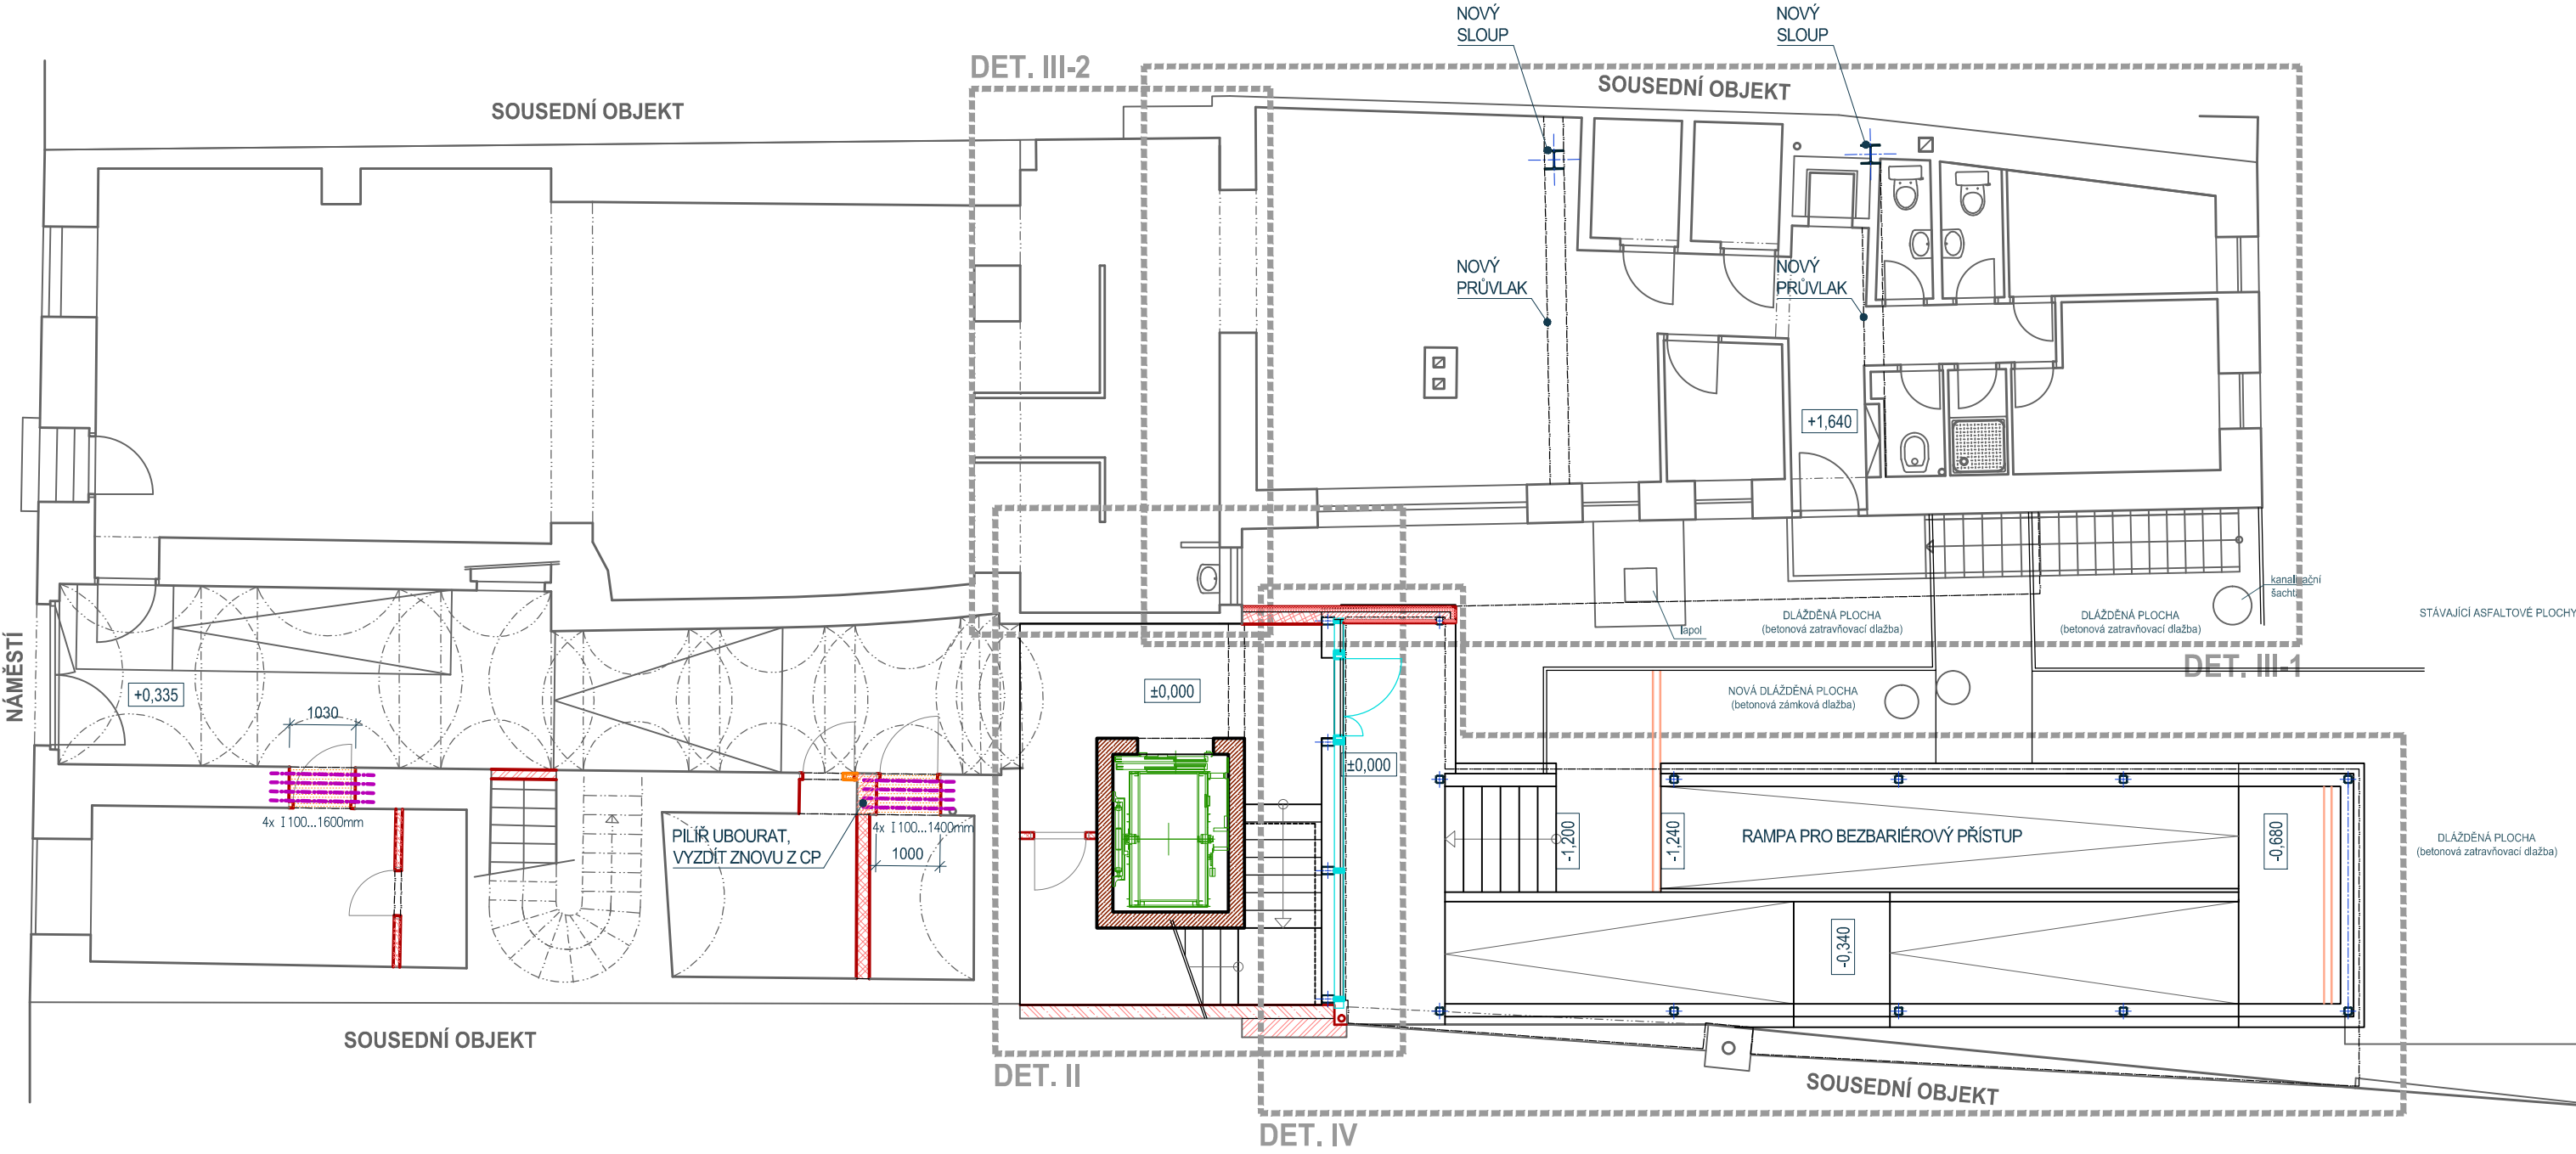 NOVÝ
SLOUP
NOVÝ
SLOUP
DET. III-2
SOUSEDNÍ OBJEKT
SOUSEDNÍ OBJEKT
NOVÝ
PRŮVLAK
NOVÝ
PRŮVLAK
+1,640
kanalizační
šachta
DLÁŽDĚNÁ PLOCHA
(betonová zatravňovací dlažba)
DLÁŽDĚNÁ PLOCHA
(betonová zatravňovací dlažba)
STÁVAJÍCÍ ASFALTOVÉ PLOCHY
lapol
DET. III-1
NÁMĚSTÍ
+0,335
1030
±0,000
NOVÁ DLÁŽDĚNÁ PLOCHA
(betonová zámková dlažba)
±0,000
4x I 100...1600mm
PILÍŘ UBOURAT,
VYZDÍT ZNOVU Z CP
4x I 100...1400mm
1000
-1,200
-1,240
RAMPA PRO BEZBARIÉROVÝ PŘÍSTUP
-0,680
DLÁŽDĚNÁ PLOCHA
(betonová zatravňovací dlažba)
-0,340
SOUSEDNÍ OBJEKT
DET. II
SOUSEDNÍ OBJEKT
DET. IV